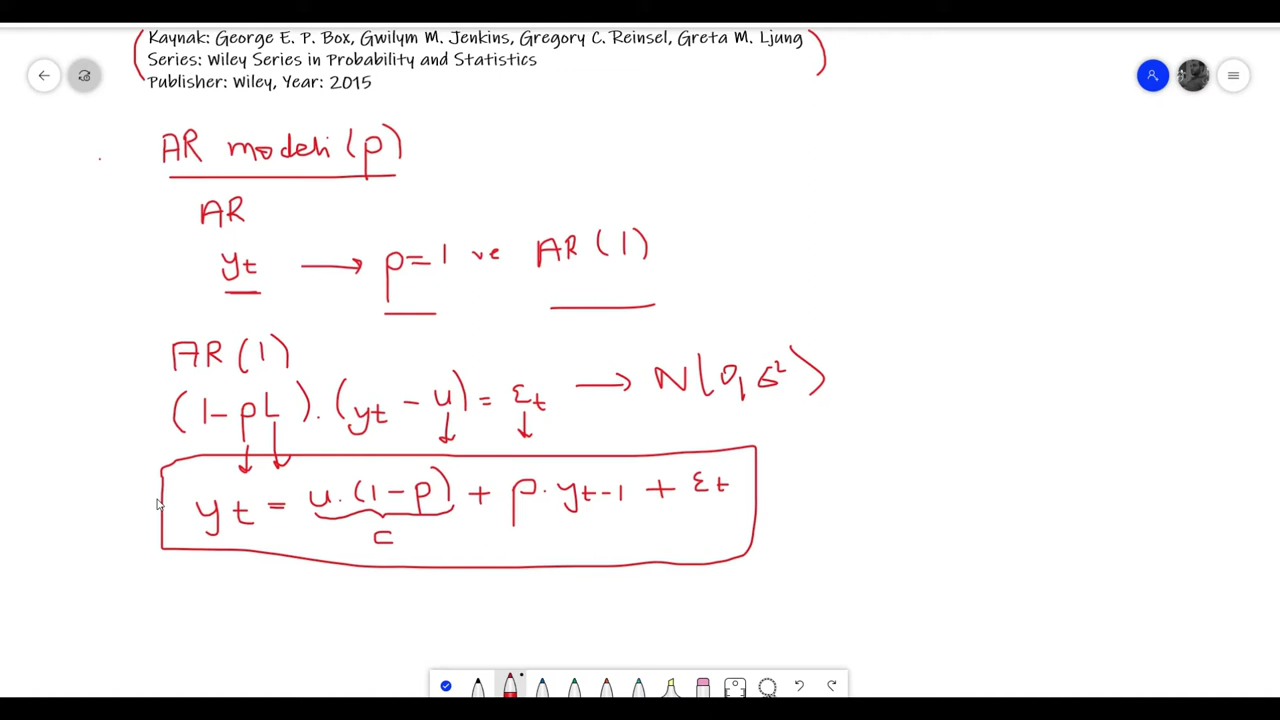 Kaynak: George E. P. Box, Gwilym M. Jenkins, Gregory C. Reinsel, Greta M. Ljung
Series: Wiley Series in Probability and Statistics
Publisher: Wiley, Year: 2015
AR modeli (p)
AR
yt → p=1 ve AR(1)
AR(1)
(1-ρL).(yt - u) = εt → N(0, σ²)
yt = u.(1-ρ) + ρ.yt-1 + εt
c